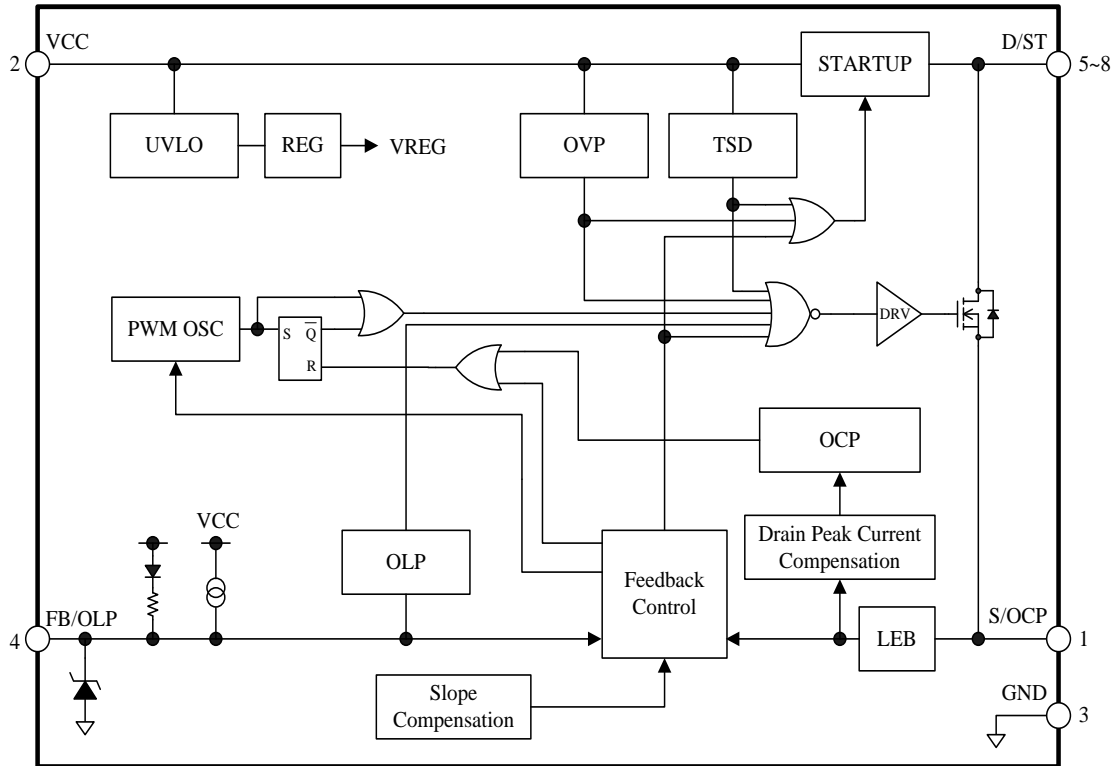 VCC
D/ST
2
5~8
STARTUP
UVLO
REG
VREG
OVP
TSD
PWM OSC
S
Q̅
R
DRV
OCP
VCC
OLP
Feedback
Control
Drain Peak Current
Compensation
FB/OLP
4
LEB
S/OCP
1
Slope
Compensation
GND
3